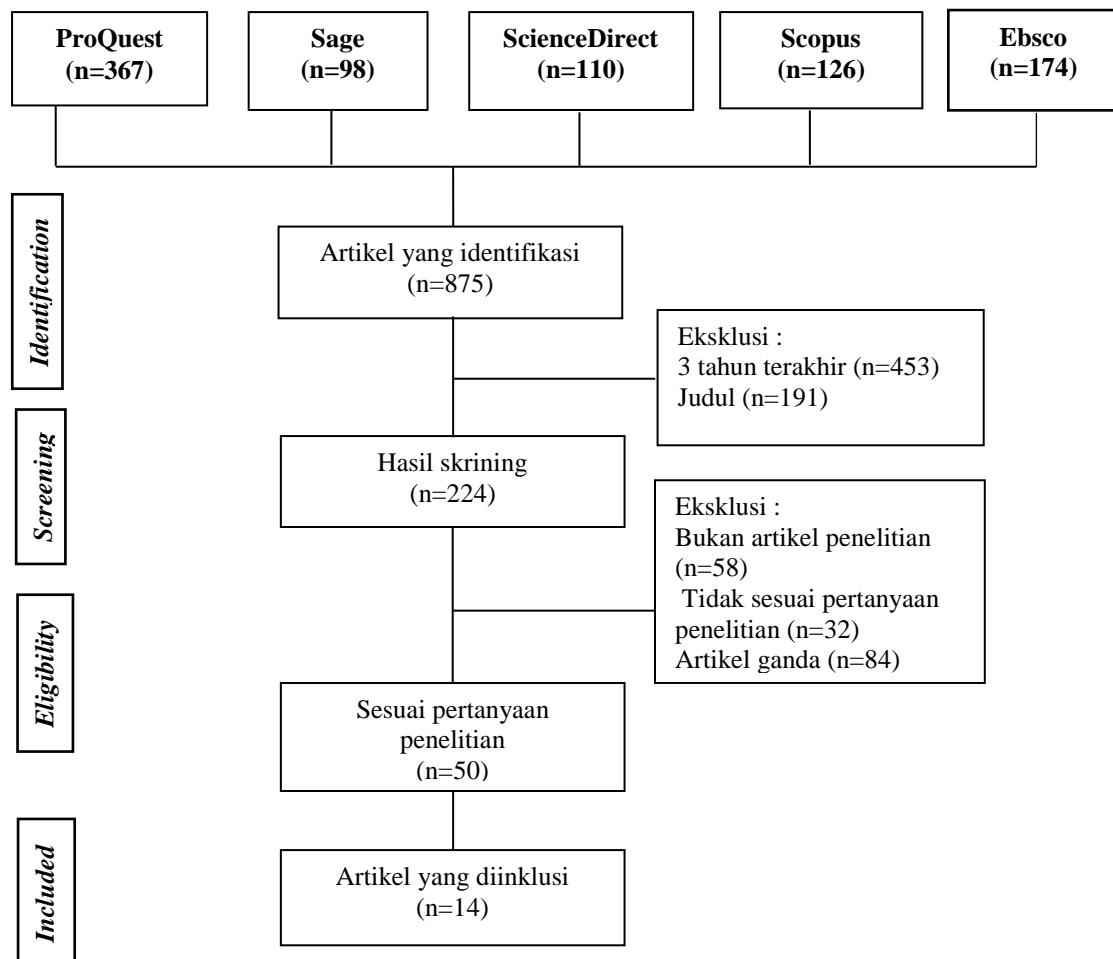 ProQuest
(n=367)
Sage
(n=98)
ScienceDirect
(n=110)
Scopus
(n=126)
Ebsco
(n=174)
Identification
Artikel yang identifikasi
(n=875)
Eksklusi :
3 tahun terakhir (n=453)
Judul (n=191)
Screening
Hasil skrining
(n=224)
Eksklusi :
Bukan artikel penelitian
(n=58)
Tidak sesuai pertanyaan
penelitian (n=32)
Artikel ganda (n=84)
Eligibility
Sesuai pertanyaan
penelitian
(n=50)
Included
Artikel yang diinklusi
(n=14)